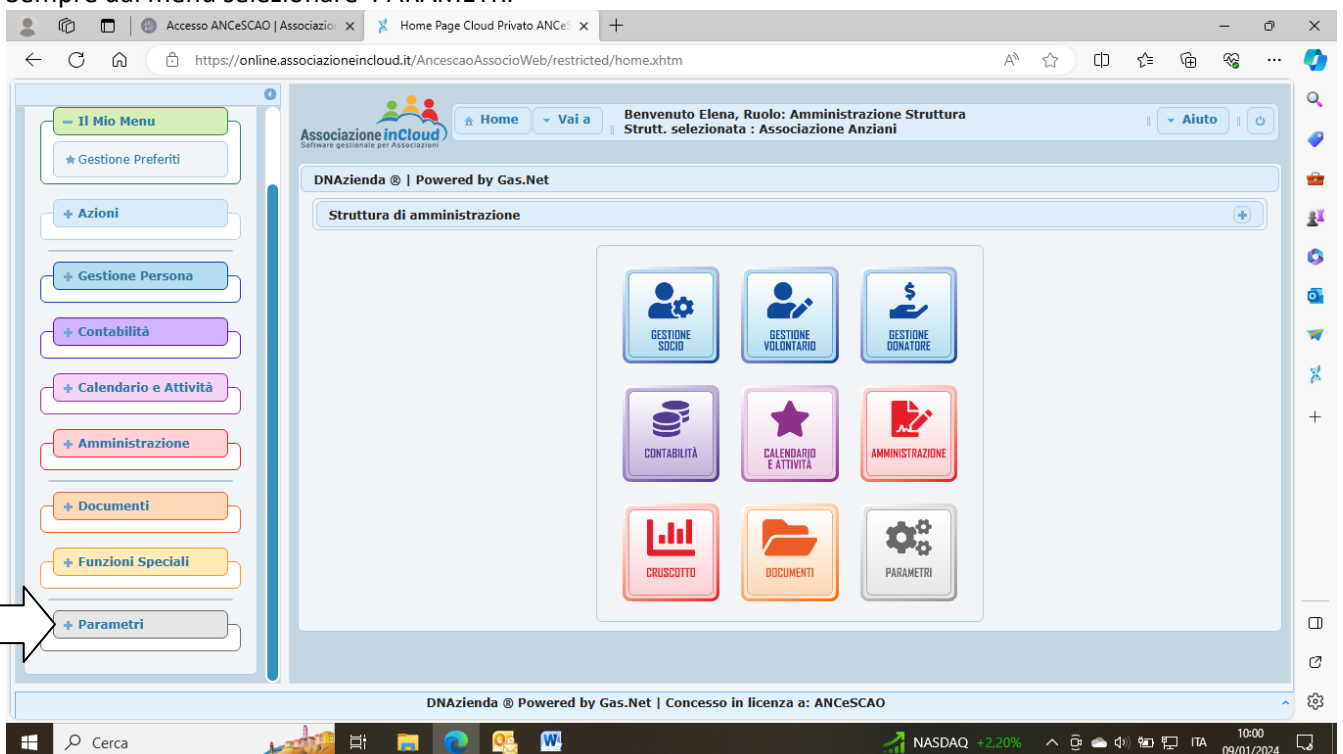 Sempre dal menu selezionare PARAMETRI
Accesso ANCeSCAO | Associazio
Home Page Cloud Privato ANCeS
https://online.associazioneincloud.it/AncescaoAssocioWeb/restricted/home.xhtm
Il Mio Menu
Gestione Preferiti
+ Azioni
+ Gestione Persona
+ Contabilità
+ Calendario e Attività
+ Amministrazione
+ Documenti
+ Funzioni Speciali
+ Parametri
Associazione inCloud
Software gestionale per Associazioni
Home
Vai a
Benvenuto Elena, Ruolo: Amministrazione Struttura
Strutt. selezionata : Associazione Anziani
Aiuto
DNAzienda ® | Powered by Gas.Net
Struttura di amministrazione
GESTIONE
SOCIO
GESTIONE
VOLONTARIO
GESTIONE
DONATORE
CONTABILITÀ
CALENDARIO
E ATTIVITÀ
AMMINISTRAZIONE
CRUSCOTTO
DOCUMENTI
PARAMETRI
DNAzienda ® Powered by Gas.Net | Concesso in licenza a: ANCeSCAO
Cerca
NASDAQ +2,20%
ITA
10:00
09/01/2024